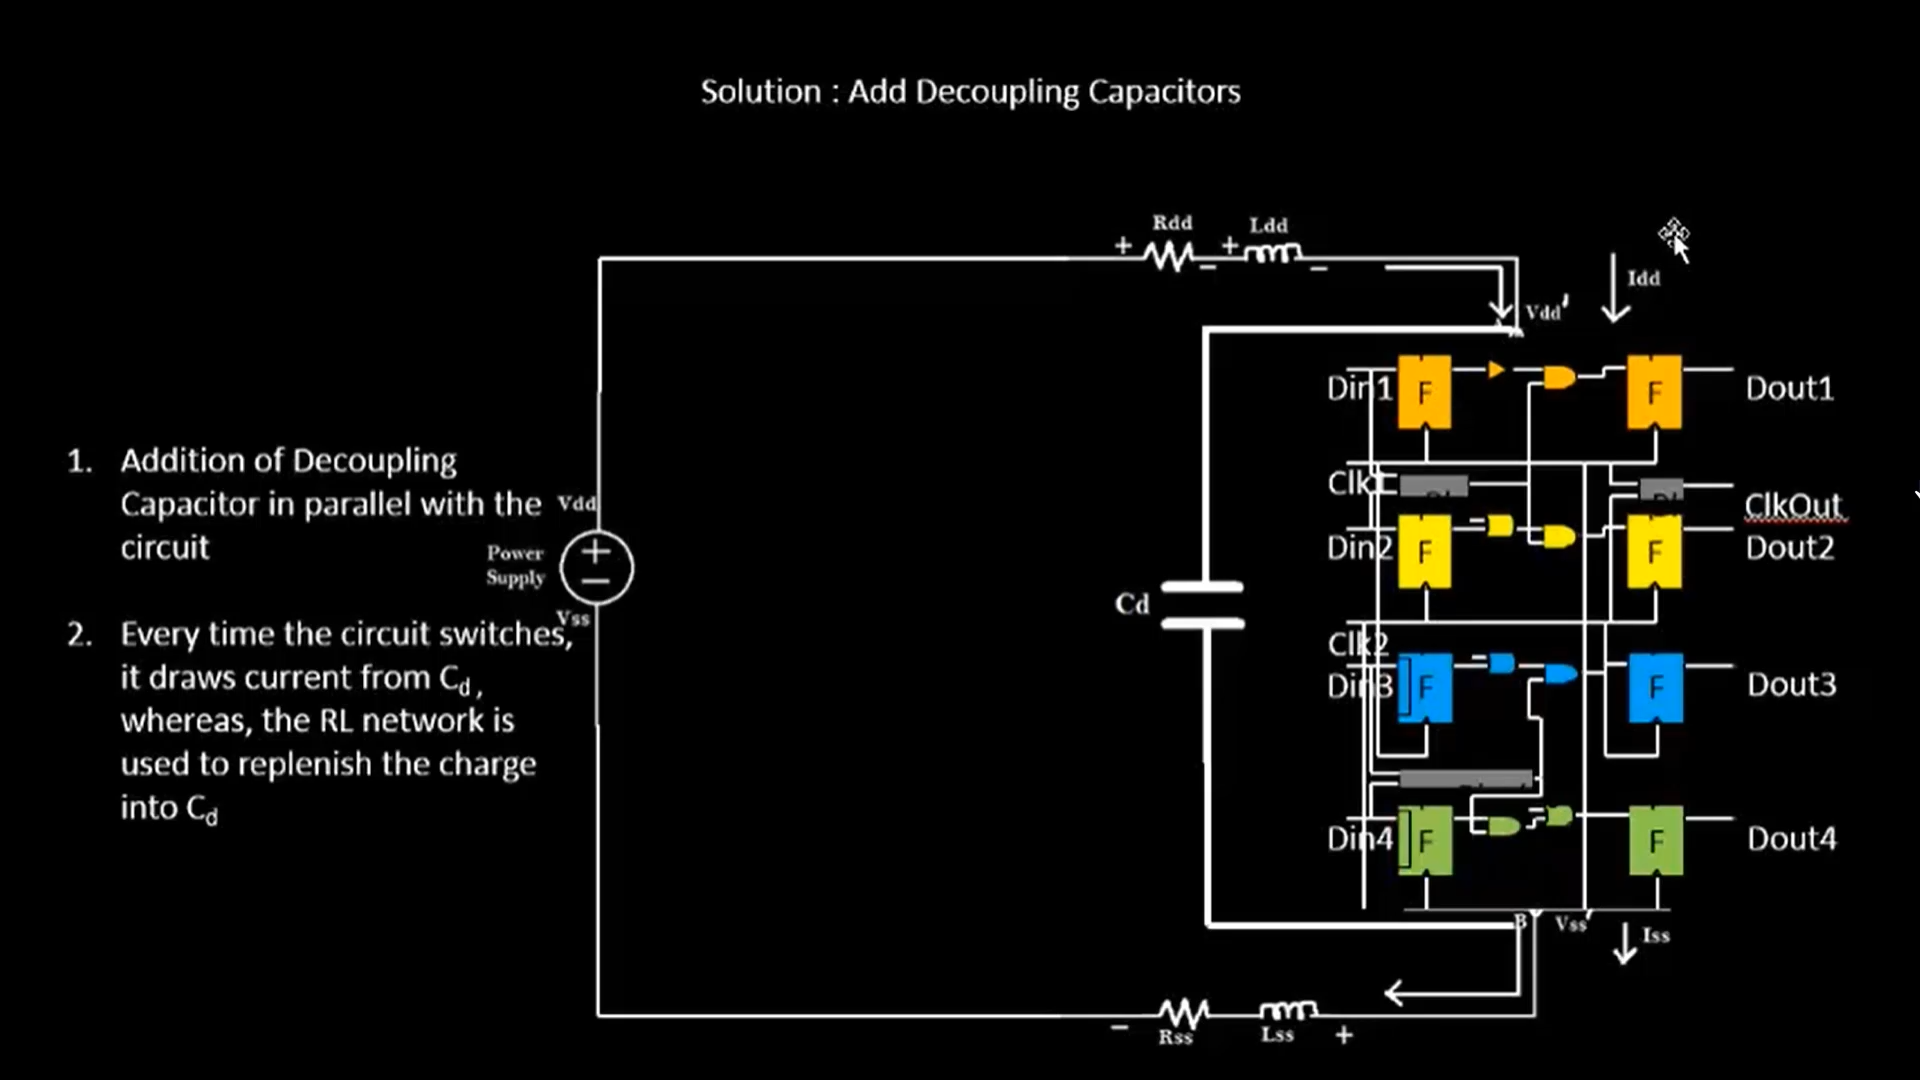 Solution : Add Decoupling Capacitors
1. Addition of Decoupling
Capacitor in parallel with the
circuit
2. Every time the circuit switches,
it draws current from Cd ,
whereas, the RL network is
used to replenish the charge
into Cd
Vdd
Power
Supply
+
−
Vss
+ Rdd −
+ Ldd −
Idd
Vdd'
A
Cd
Din1 F F Dout1
Clk1 ClkOut
Din2 F F Dout2
Clk2
Din3 F F Dout3
Din4 F F Dout4
B Vss'
Iss
− Rss Lss +